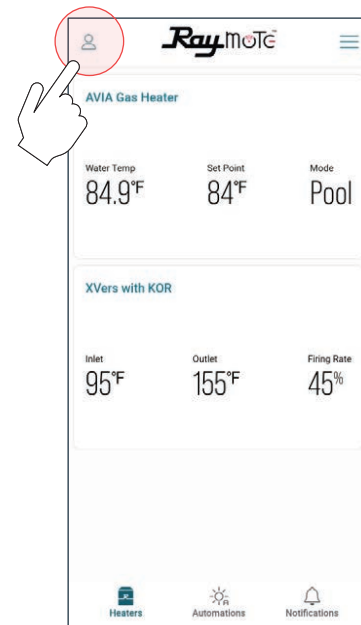 RaymoTe
AVIA Gas Heater
Water Temp Set Point Mode
84.9°F 84°F Pool
XVers with KOR
Inlet Outlet Firing Rate
95°F 155°F 45%
Heaters Automations Notifications